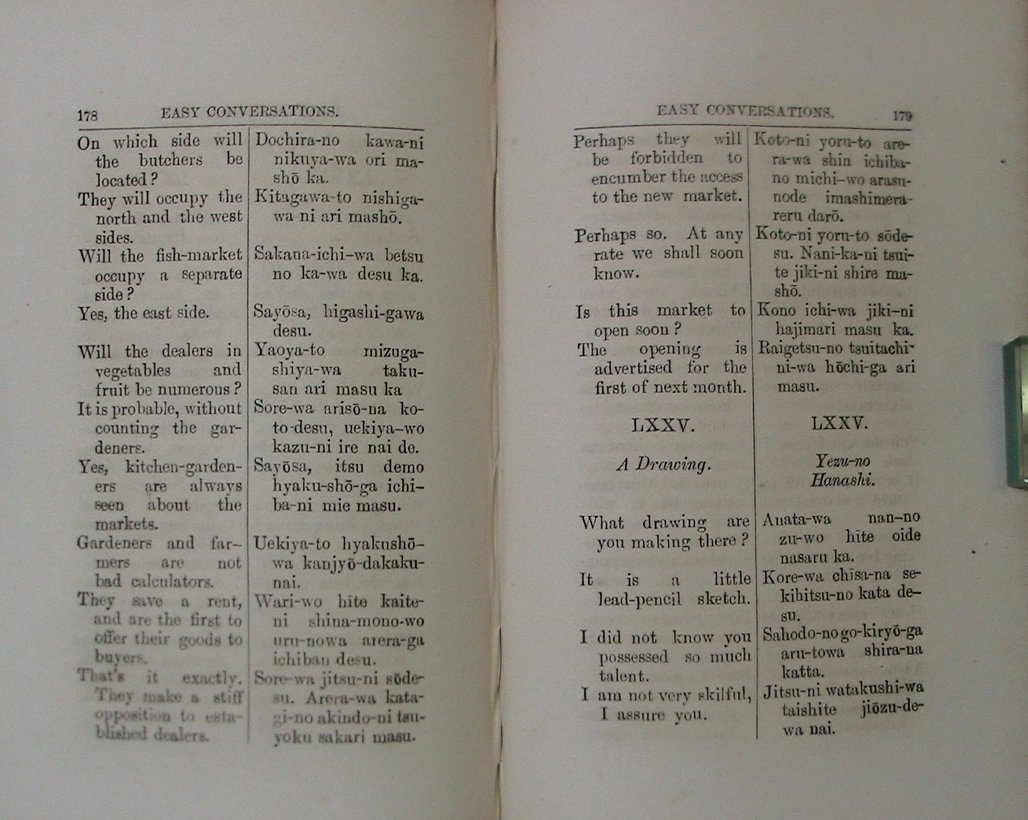 178 EASY CONVERSATIONS.
On which side will
the butchers be
located ?
They will occupy the
north and the west
sides.
Will the fish-market
occupy a separate
side ?
Yes, the east side.
Will the dealers in
vegetables and
fruit be numerous ?
It is probable, without
counting the gar-
deners.
Yes, kitchen-garden-
ers are always
seen about the
markets.
Gardeners and far-
mers are not
bad calculators.
They save a rent,
and are the first to
offer their goods to
buyers.
That's it exactly.
They make a stiff
opposition to esta-
blished dealers.
Dochira-no kawa-ni
nikuya-wa ori ma-
shō ka.
Kitagawa-to nishiga-
wa-ni ari mashō.
Sakana-ichi-wa betsu
no ka-wa desu ka.
Sayōsa, higashi-gawa
desu.
Yaoya-to mizuga-
shiya-wa taku-
san ari masu ka
Sore-wa arisō-na ko-
to-desu, uekiya-wo
kazu-ni ire nai de.
Sayōsa, itsu demo
hyaku-shō-ga ichi-
ba-ni mie masu.
Uekiya-to hyakushō-
wa kanjyō-dakaku-
nai.
Wari-wo hite kaite-
ni shina-mono-wo
uru-nowa arera-ga
ichiban desu.
Sore-wa jitsu-ni sōde-
su. Arera-wa kata-
gi-no akindo-ni tsu-
yoku sakari masu.
EASY CONVERSATIONS. 179
Perhaps they will
be forbidden to
encumber the access
to the new market.
Perhaps so. At any
rate we shall soon
know.
Is this market to
open soon ?
The opening is
advertised for the
first of next month.
LXXV.
A Drawing.
What drawing are
you making there ?
It is a little
lead-pencil sketch.
I did not know you
possessed so much
talent.
I am not very skilful,
I assure you.
Koto-ni yoru-to are-
ra-wa shin ichiba-
no michi-wo arasu-
node imashimera-
reru darō.
Koto-ni yoru-to sōde-
su. Nani-ka-ni tsui-
te jiki-ni shire ma-
shō.
Kono ichi-wa jiki-ni
hajimari masu ka.
Raigetsu-no tsuitachi-
ni-wa hōchi-ga ari
masu.
LXXV.
Yezu-no
Hanashi.
Anata-wa nan-no
zu-wo hite oide
nasaru ka.
Kore-wa chīsa-na se-
kihitsu-no kata de-
su.
Sahodo-no go-kiryō-ga
aru-towa shira-na
katta.
Jitsu-ni watakushi-wa
taishite jiōzu-de-
wa nai.